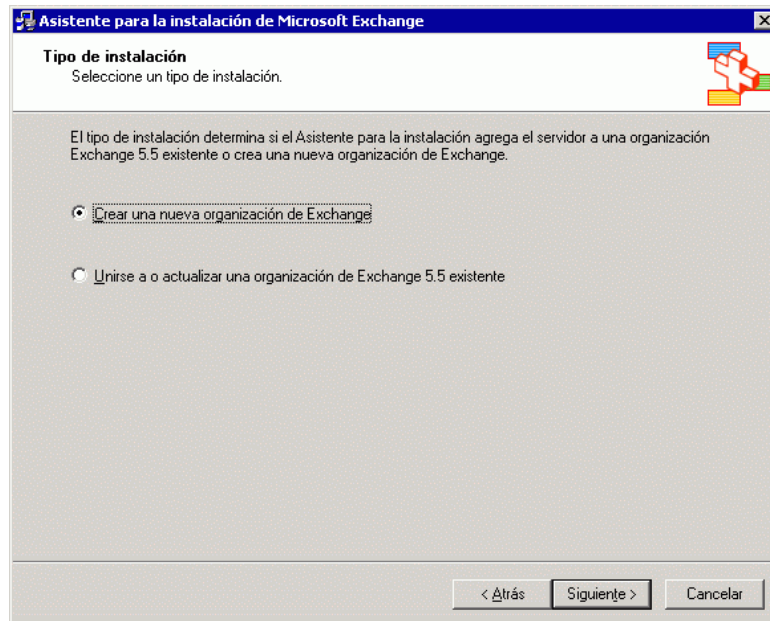 Asistente para la instalación de Microsoft Exchange
Tipo de instalación
Seleccione un tipo de instalación.
El tipo de instalación determina si el Asistente para la instalación agrega el servidor a una organización
Exchange 5.5 existente o crea una nueva organización de Exchange.
Crear una nueva organización de Exchange
Unirse a o actualizar una organización de Exchange 5.5 existente
< Atrás
Siguiente >
Cancelar